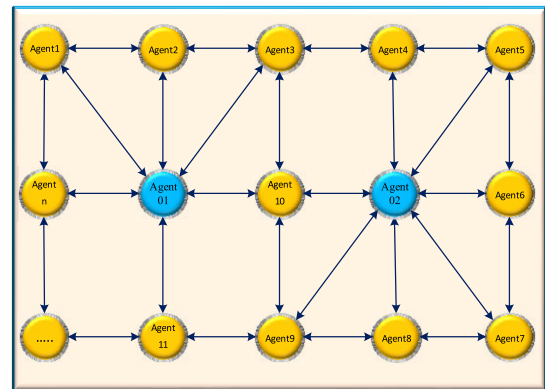 Agent1
Agent2
Agent3
Agent4
Agent5
Agent
n
Agent
01
Agent
10
Agent
02
Agent6
.....
Agent
11
Agent9
Agent8
Agent7